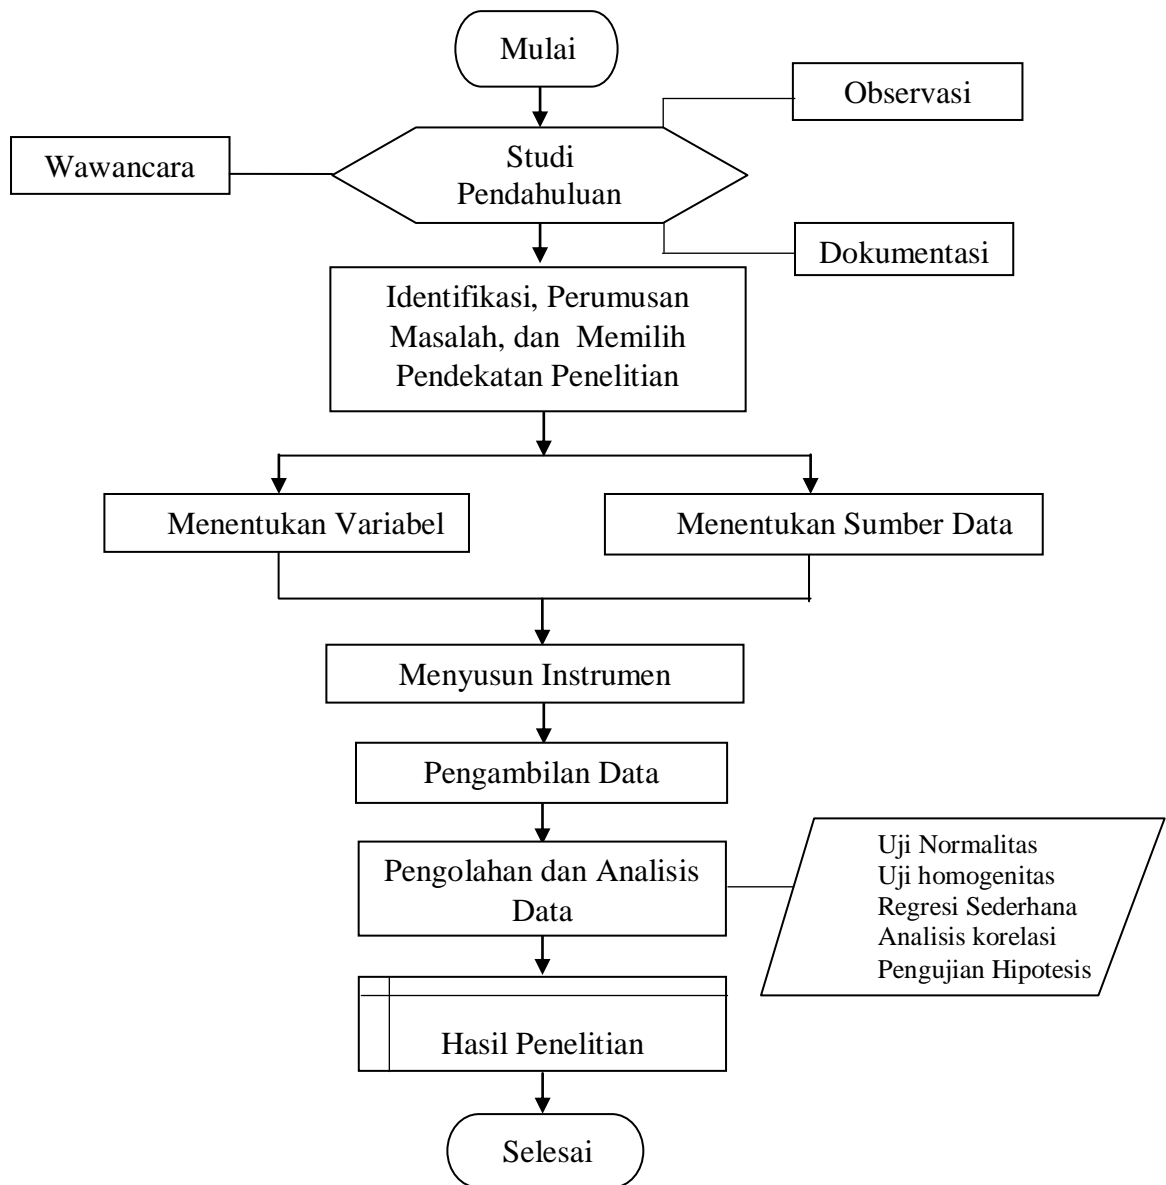 Mulai
Observasi
Wawancara
Studi
Pendahuluan
Dokumentasi
Identifikasi, Perumusan
Masalah, dan Memilih
Pendekatan Penelitian
Menentukan Variabel
Menentukan Sumber Data
Menyusun Instrumen
Pengambilan Data
Pengolahan dan Analisis
Data
Uji Normalitas
Uji homogenitas
Regresi Sederhana
Analisis korelasi
Pengujian Hipotesis
Hasil Penelitian
Selesai